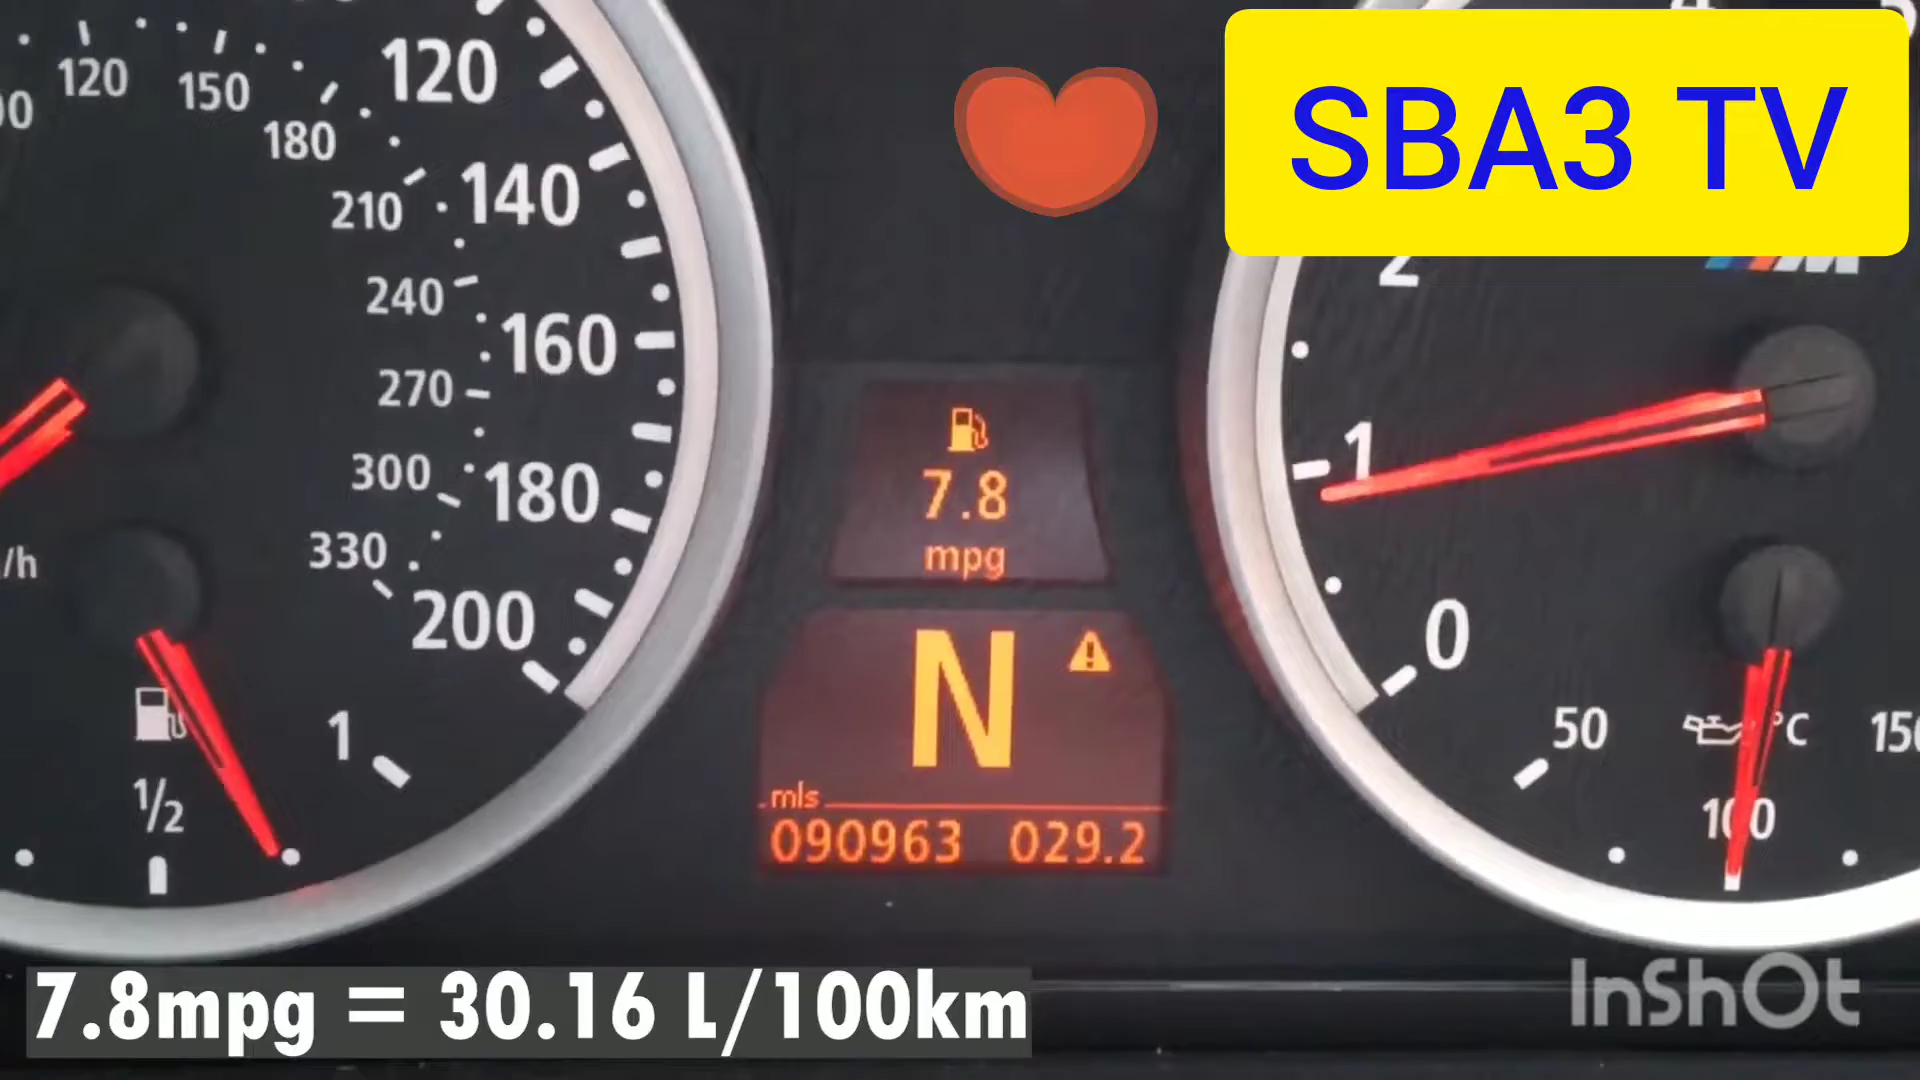 SBA3 TV
120
150
180
210
240
270
300
330
120
140
160
180
200
/h
1/2
1
7.8
mpg
N
mls
090963 029.2
2
1
0
50
°C
100
7.8mpg = 30.16 L/100km
InShOt